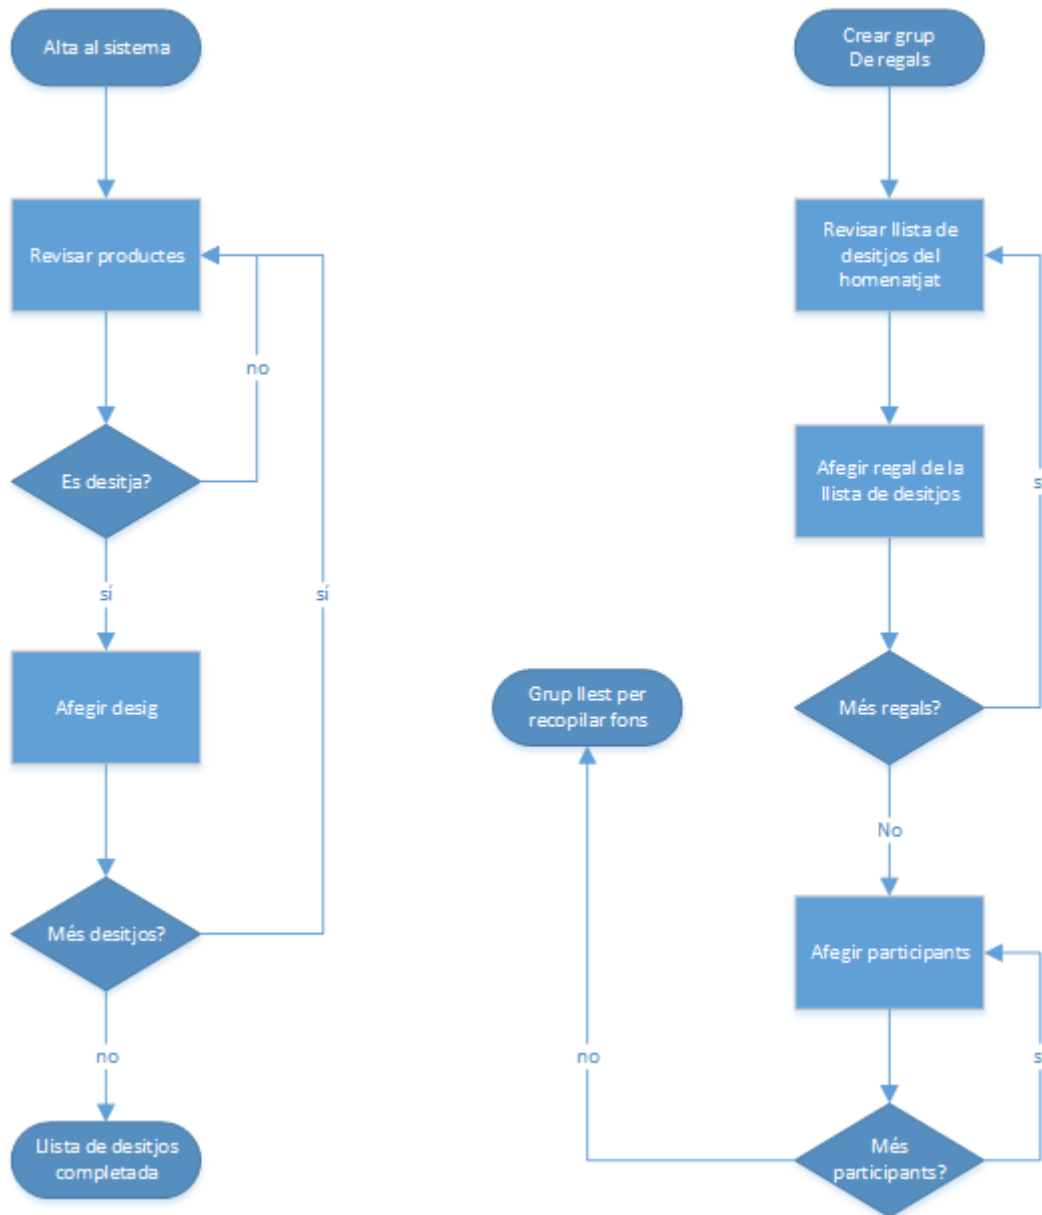 Alta al sistema
Revisar productes
no
Es desitja?
sí
sí
Afegir desig
Més desitjos?
no
Llista de desitjos
completada
Crear grup
De regals
Revisar llista de
desitjos del
homenatjat
Afegir regal de la
llista de desitjos
s
Grup llest per
recopilar fons
Més regals?
No
Afegir participants
no
s
Més
participants?